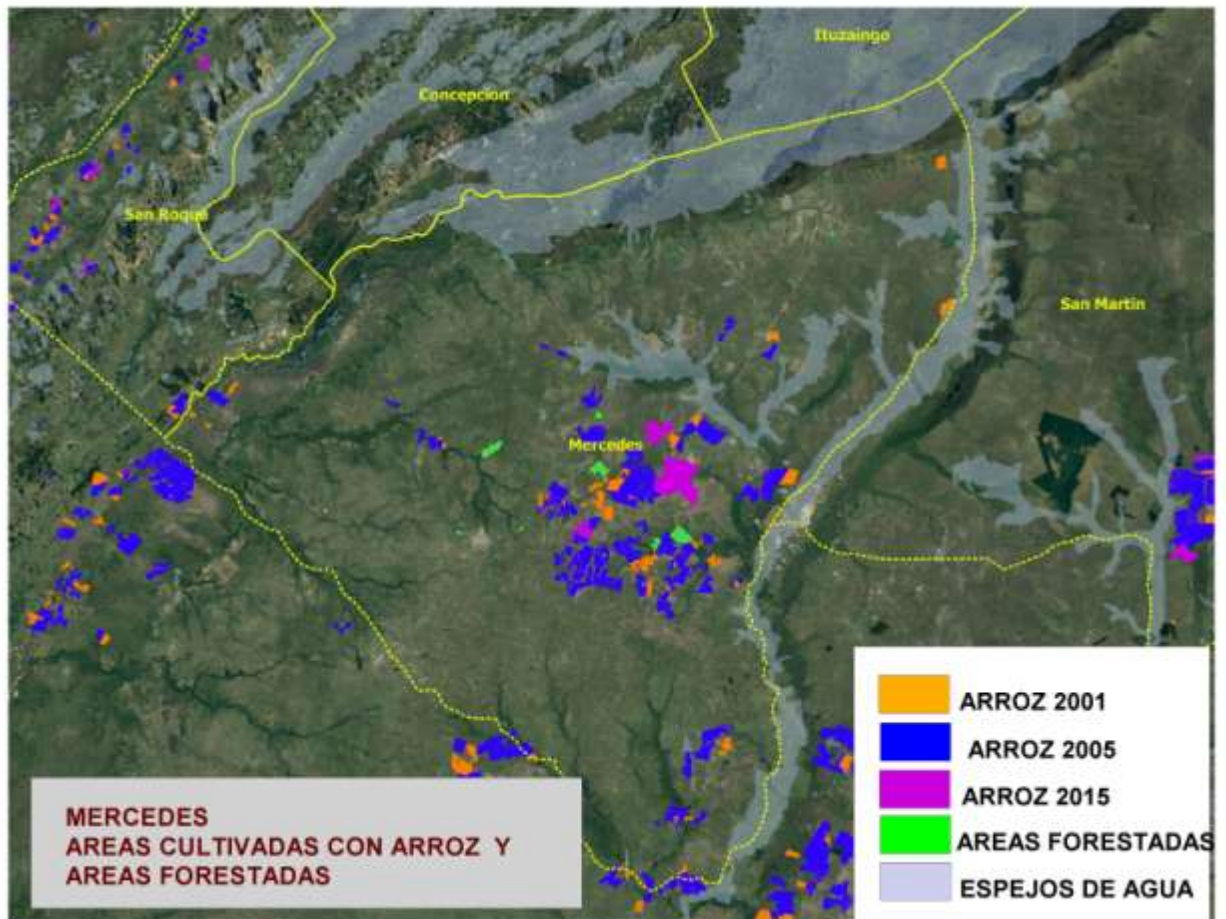 Ituzaingo
Concepcion
San Roque
San Martin
Mercedes
ARROZ 2001
ARROZ 2005
ARROZ 2015
AREAS FORESTADAS
ESPEJOS DE AGUA
MERCEDES
AREAS CULTIVADAS CON ARROZ Y
AREAS FORESTADAS